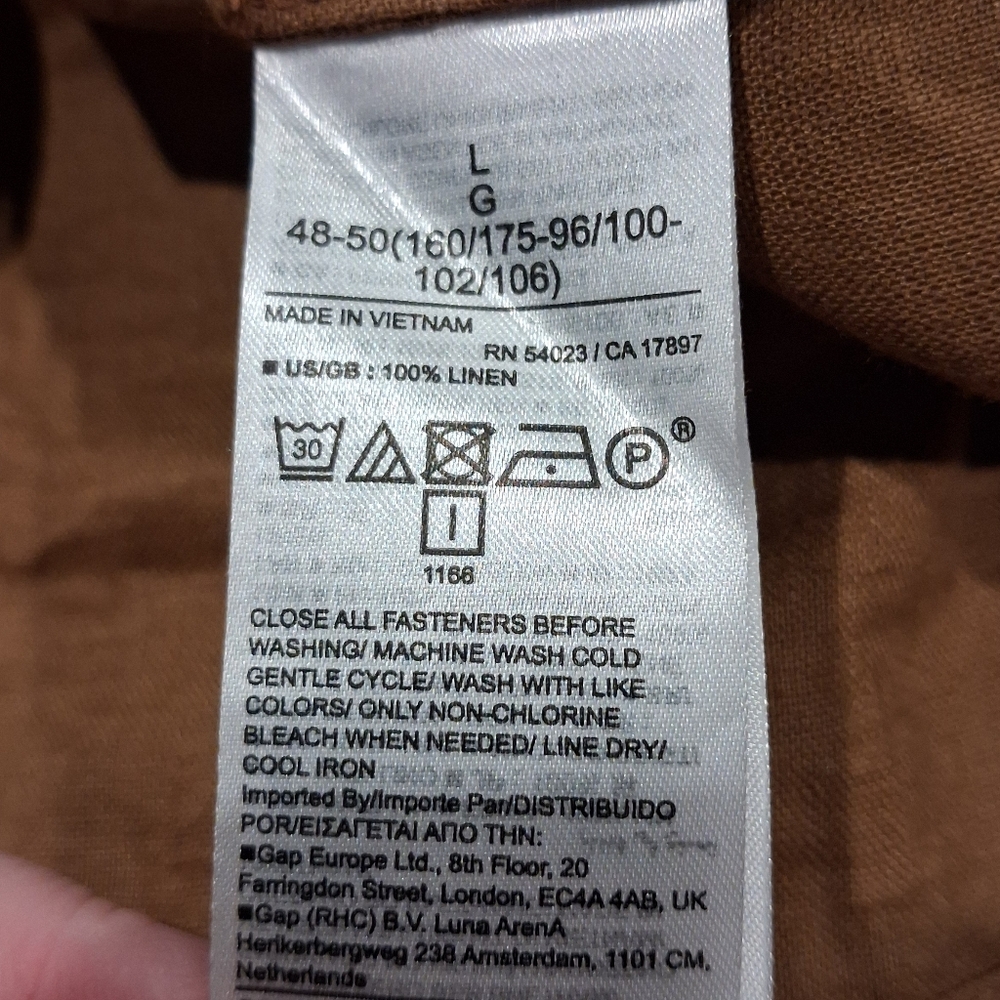 L
G
48-50(160/175-96/100-
102/106)
MADE IN VIETNAM
RN 54023 / CA 17897
■ US/GB : 100% LINEN
30
P ®
1166
CLOSE ALL FASTENERS BEFORE
WASHING/ MACHINE WASH COLD
GENTLE CYCLE/ WASH WITH LIKE
COLORS/ ONLY NON-CHLORINE
BLEACH WHEN NEEDED/ LINE DRY/
COOL IRON
Imported By/Importe Par/DISTRIBUIDO
POR/ΕΙΣΑΓΕΤΑΙ ΑΠΟ ΤΗΝ:
■Gap Europe Ltd., 8th Floor, 20
Farringdon Street, London, EC4A 4AB, UK
■Gap (RHC) B.V. Luna ArenA
Herikerbergweg 238 Amsterdam, 1101 CM,
Netherlands